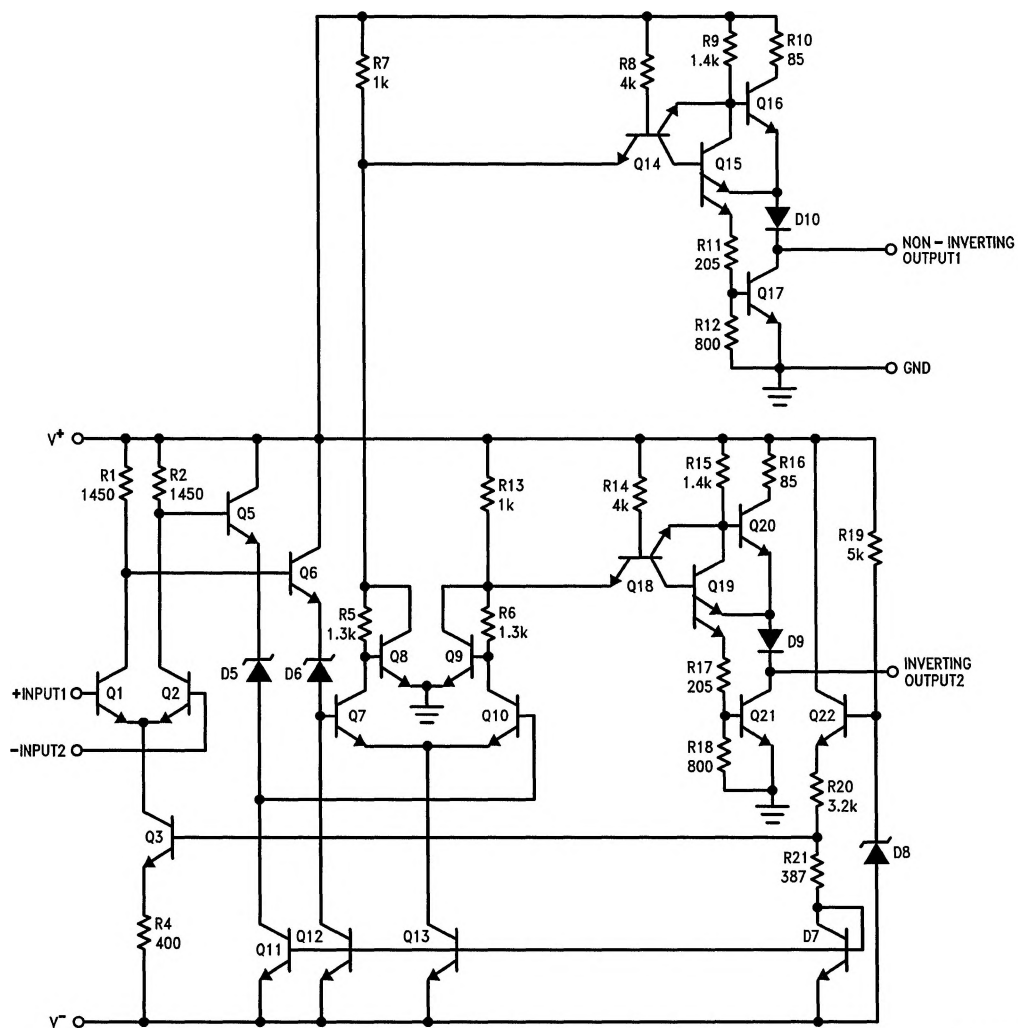 R7
1k
R8
4k
R9
1.4k
R10
85
Q16
Q14
Q15
D10
NON-INVERTING
OUTPUT1
R11
205
Q17
R12
800
GND
V+
R1
1450
R2
1450
Q5
Q6
R13
1k
R14
4k
R15
1.4k
R16
85
Q20
R19
5k
Q18
Q19
R5
1.3k
R6
1.3k
Q8
Q9
D5
D6
D9
R17
205
INVERTING
OUTPUT2
+INPUT1
Q1
Q2
Q7
Q10
Q21
Q22
-INPUT2
R18
800
R20
3.2k
Q3
R21
387
D8
R4
400
Q11
Q12
Q13
D7
V-